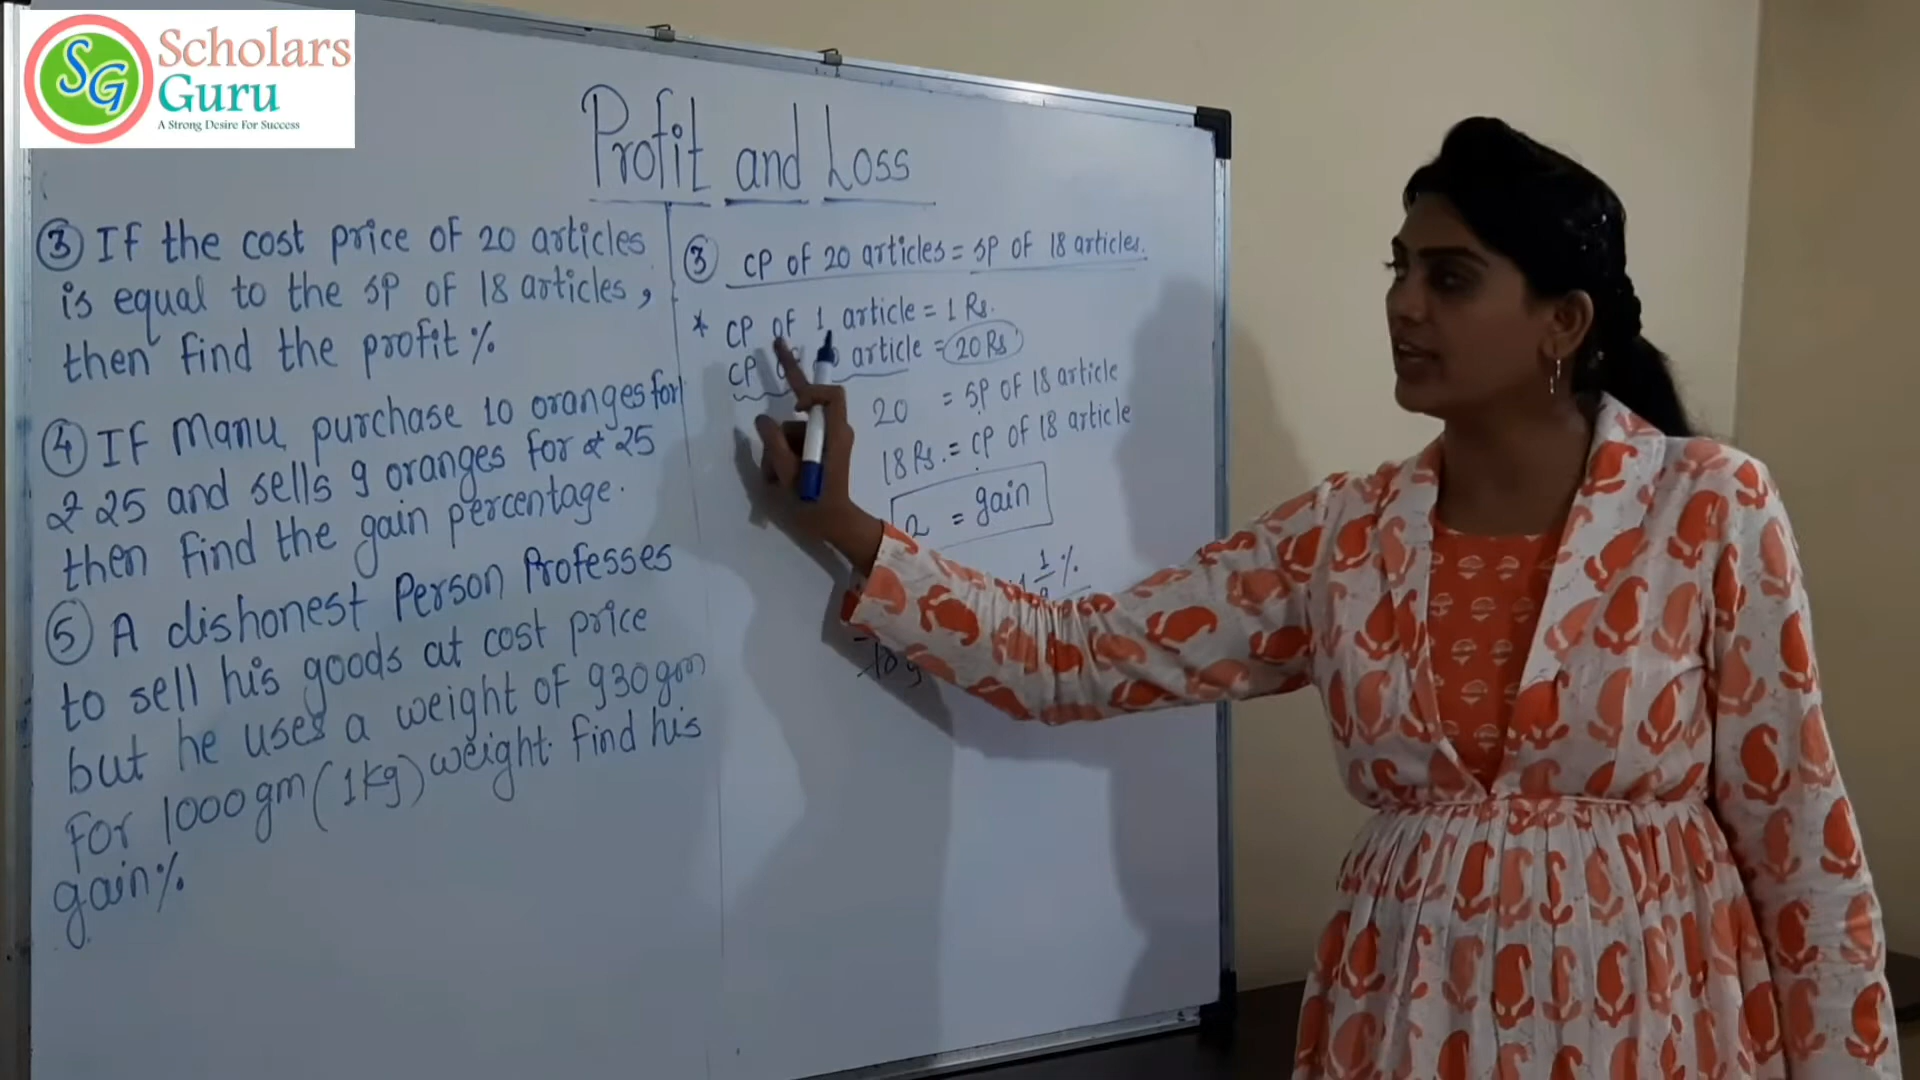 Scholars
Guru
A Strong Desire For Success
SG
Profit and Loss
③ If the cost price of 20 articles
is equal to the SP of 18 articles,
then find the profit %
④ If Manu purchase 10 oranges for
₹ 25 and sells 9 oranges for ₹ 25
then find the gain percentage.
⑤ A dishonest Person Professes
to sell his goods at cost price
but he uses a weight of 930 gm
For 1000 gm (1 kg) weight. find his
gain %
③ CP of 20 articles = SP of 18 articles.
* CP of 1 article = 1 Rs.
CP article = 20 Rs
20 = SP of 18 article
18 Rs. = CP of 18 article
2 = gain